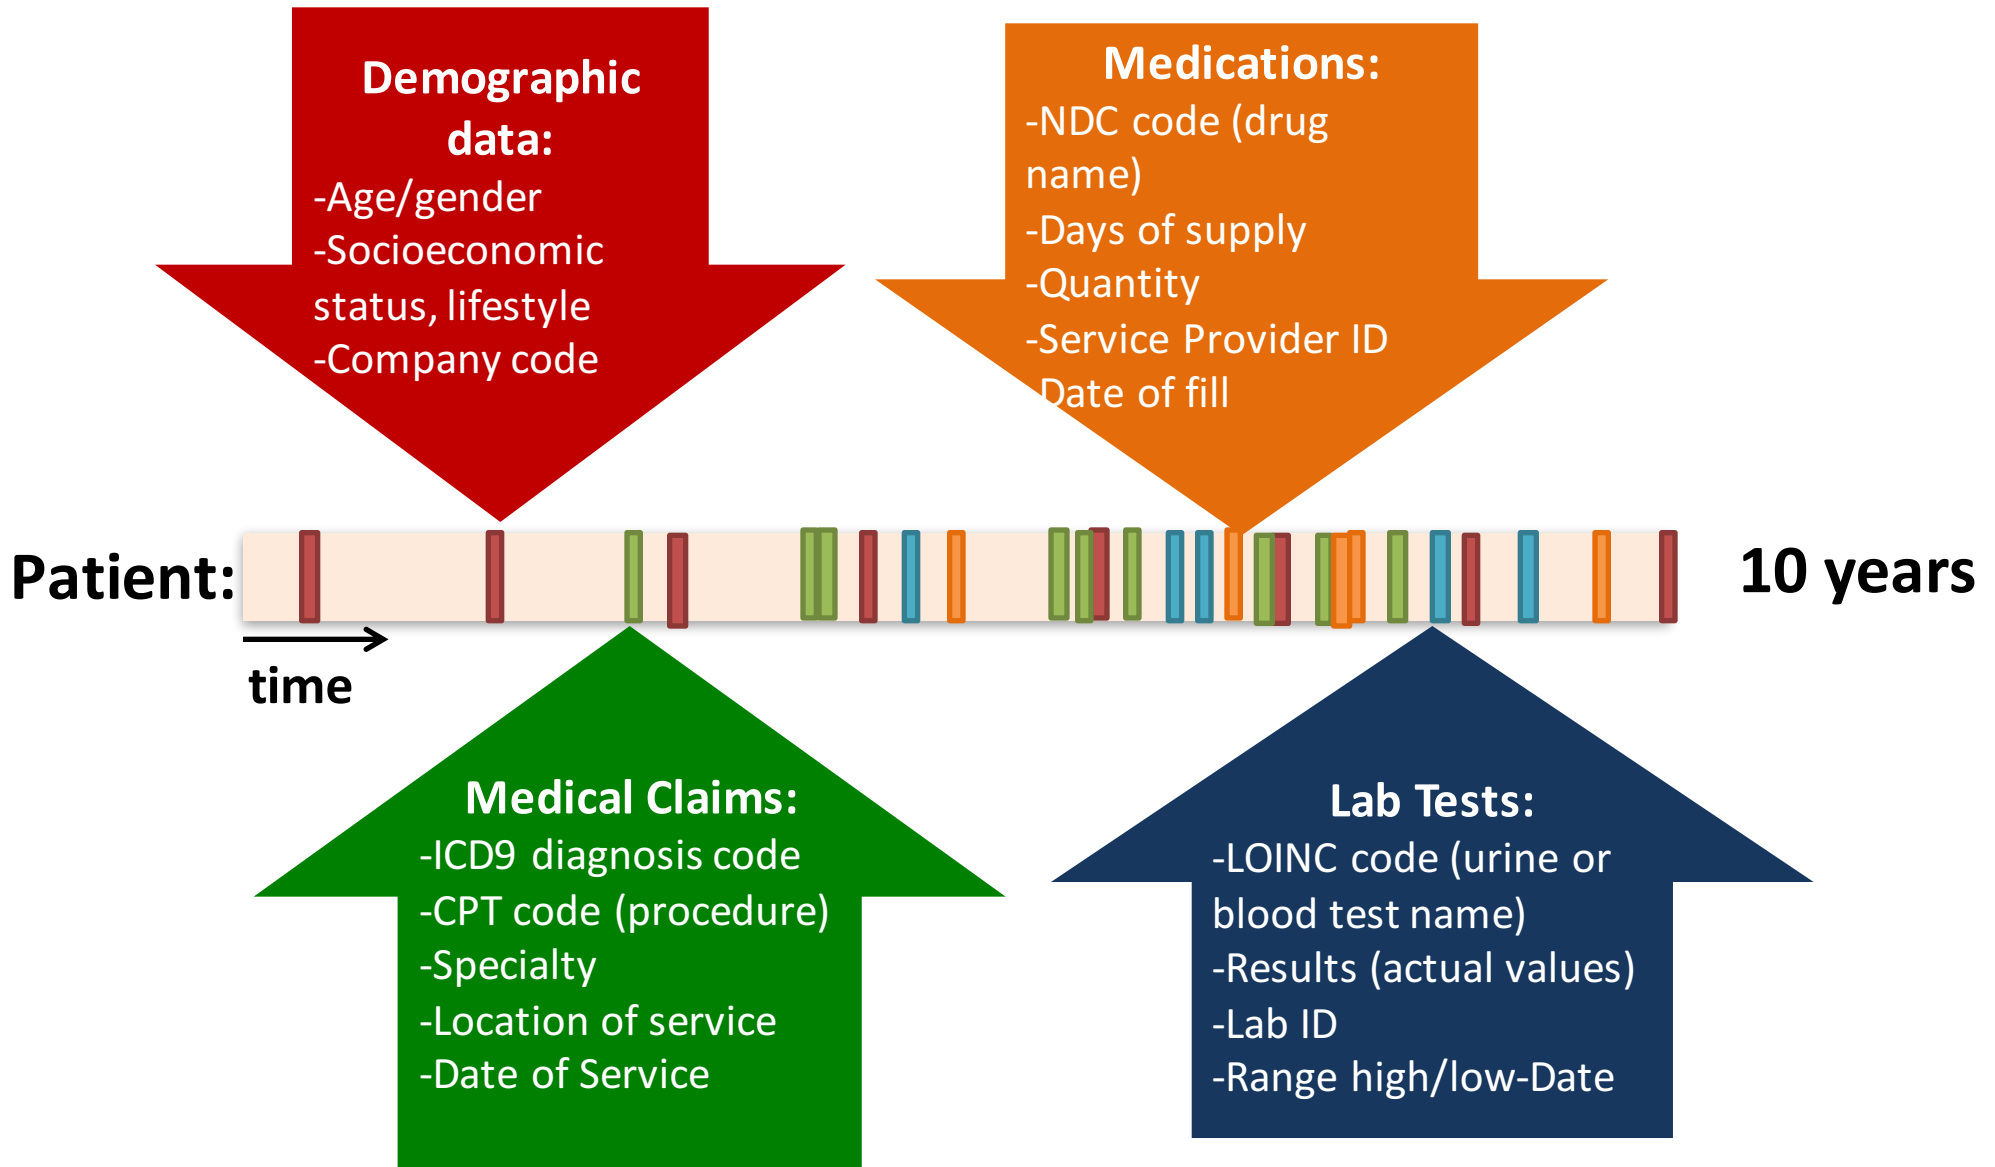 Demographic
data:
-Age/gender
-Socioeconomic
status, lifestyle
-Company code
Medications:
-NDC code (drug
name)
-Days of supply
-Quantity
-Service Provider ID
Date of fill
Patient:
10 years
time
Medical Claims:
-ICD9 diagnosis code
-CPT code (procedure)
-Specialty
-Location of service
-Date of Service
Lab Tests:
-LOINC code (urine or
blood test name)
-Results (actual values)
-Lab ID
-Range high/low-Date